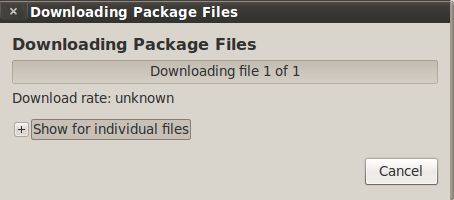 Downloading Package Files
Downloading Package Files
Downloading file 1 of 1
Download rate: unknown
Show for individual files
Cancel